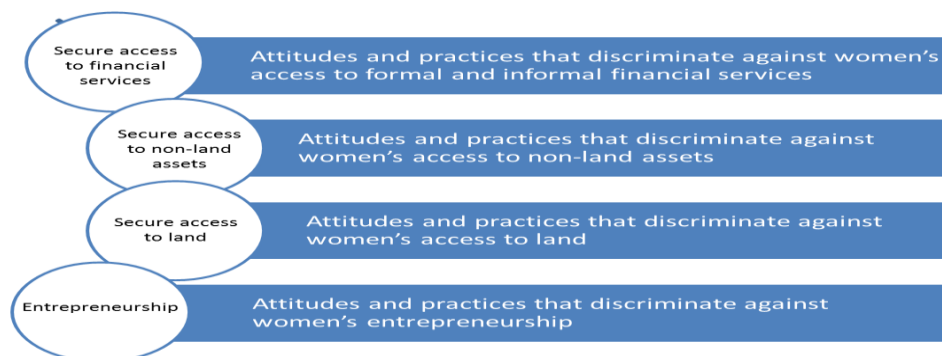 Secure access
to financial
services
Attitudes and practices that discriminate against women's
access to formal and informal financial services
Secure access
to non-land
assets
Attitudes and practices that discriminate against
women's access to non-land assets
Secure access
to land
Attitudes and practices that discriminate against
women's access to land
Entrepreneurship
Attitudes and practices that discriminate against
women's entrepreneurship